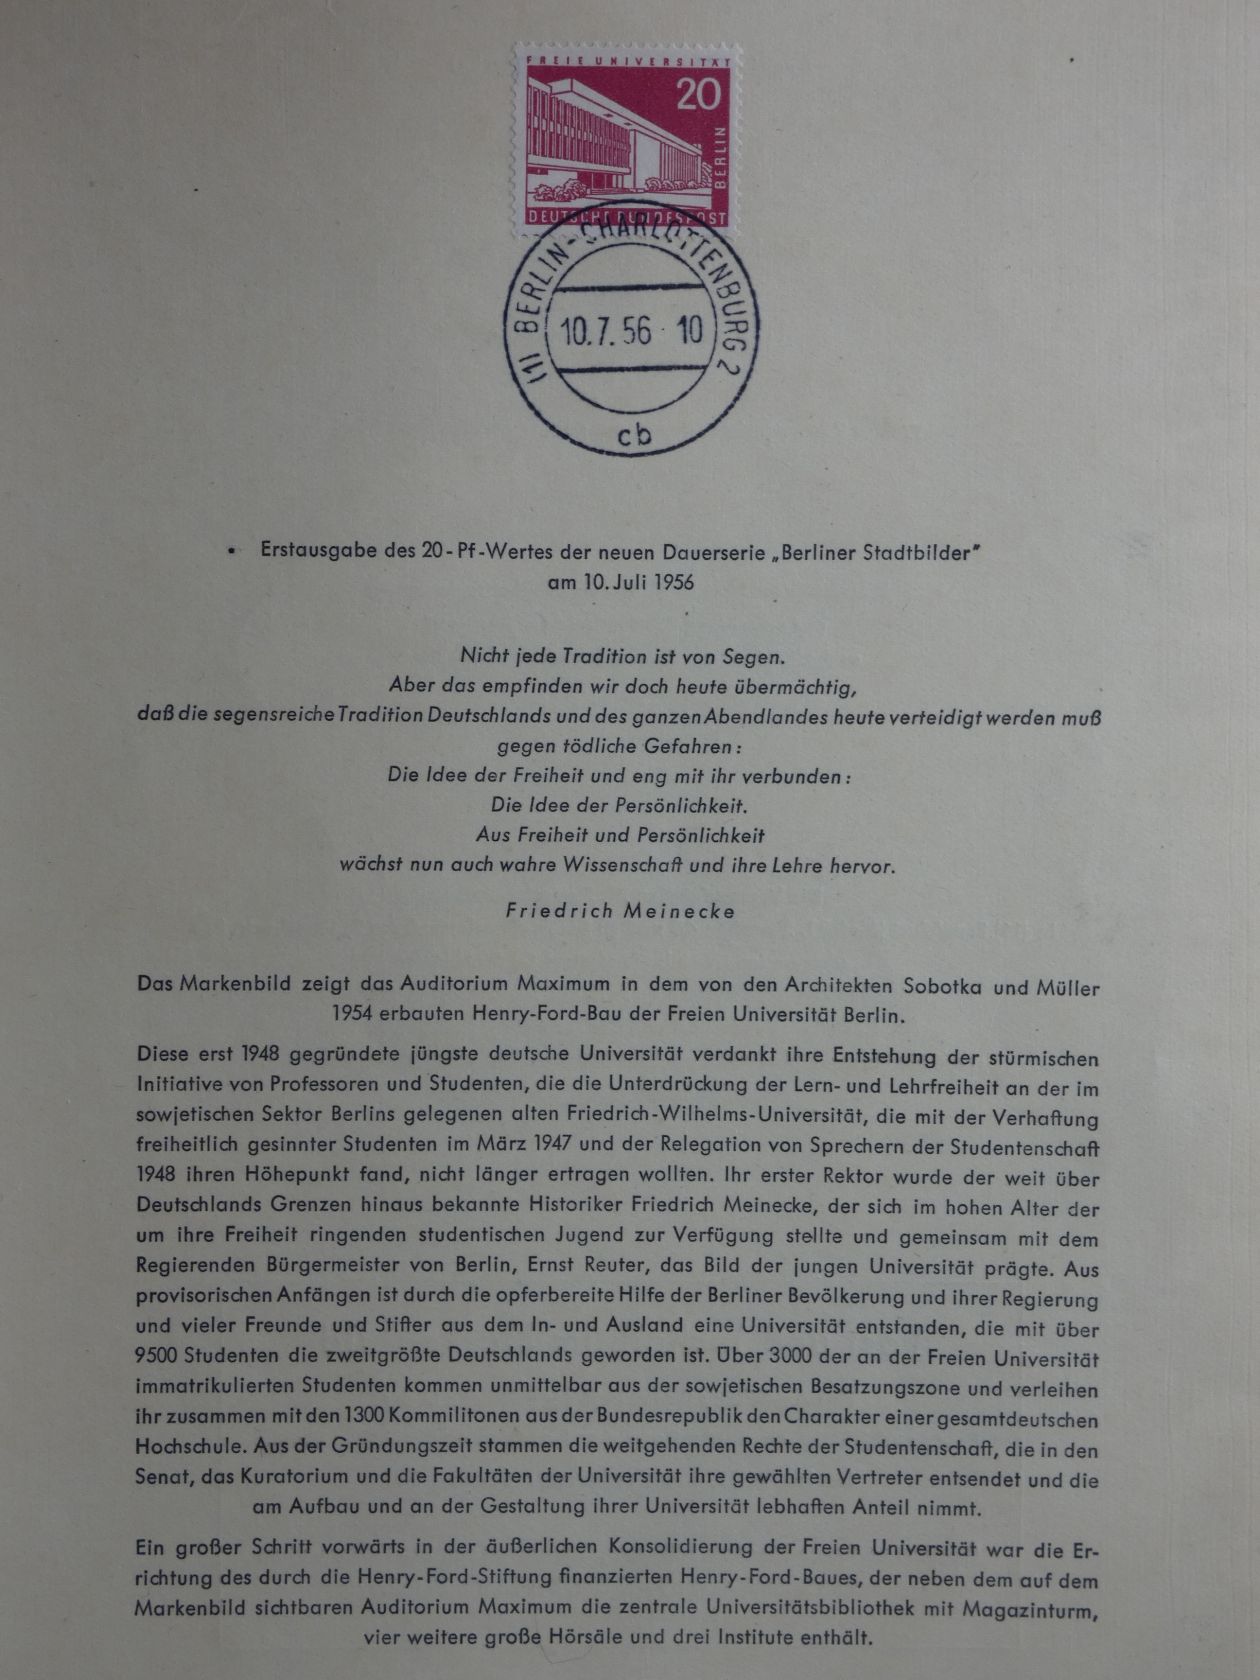 FREIE UNIVERSITÄT
20
BERLIN
DEUTSCHE BUNDESPOST
(1) BERLIN-CHARLOTTENBURG 2
10.7.56 · 10
cb
• Erstausgabe des 20-Pf-Wertes der neuen Dauerserie „Berliner Stadtbilder"
am 10. Juli 1956
Nicht jede Tradition ist von Segen.
Aber das empfinden wir doch heute übermächtig,
daß die segensreiche Tradition Deutschlands und des ganzen Abendlandes heute verteidigt werden muß
gegen tödliche Gefahren:
Die Idee der Freiheit und eng mit ihr verbunden:
Die Idee der Persönlichkeit.
Aus Freiheit und Persönlichkeit
wächst nun auch wahre Wissenschaft und ihre Lehre hervor.
Friedrich Meinecke
Das Markenbild zeigt das Auditorium Maximum in dem von den Architekten Sobotka und Müller
1954 erbauten Henry-Ford-Bau der Freien Universität Berlin.
Diese erst 1948 gegründete jüngste deutsche Universität verdankt ihre Entstehung der stürmischen
Initiative von Professoren und Studenten, die die Unterdrückung der Lern- und Lehrfreiheit an der im
sowjetischen Sektor Berlins gelegenen alten Friedrich-Wilhelms-Universität, die mit der Verhaftung
freiheitlich gesinnter Studenten im März 1947 und der Relegation von Sprechern der Studentenschaft
1948 ihren Höhepunkt fand, nicht länger ertragen wollten. Ihr erster Rektor wurde der weit über
Deutschlands Grenzen hinaus bekannte Historiker Friedrich Meinecke, der sich im hohen Alter der
um ihre Freiheit ringenden studentischen Jugend zur Verfügung stellte und gemeinsam mit dem
Regierenden Bürgermeister von Berlin, Ernst Reuter, das Bild der jungen Universität prägte. Aus
provisorischen Anfängen ist durch die opferbereite Hilfe der Berliner Bevölkerung und ihrer Regierung
und vieler Freunde und Stifter aus dem In- und Ausland eine Universität entstanden, die mit über
9500 Studenten die zweitgrößte Deutschlands geworden ist. Über 3000 der an der Freien Universität
immatrikulierten Studenten kommen unmittelbar aus der sowjetischen Besatzungszone und verleihen
ihr zusammen mit den 1300 Kommilitonen aus der Bundesrepublik den Charakter einer gesamtdeutschen
Hochschule. Aus der Gründungszeit stammen die weitgehenden Rechte der Studentenschaft, die in den
Senat, das Kuratorium und die Fakultäten der Universität ihre gewählten Vertreter entsendet und die
am Aufbau und an der Gestaltung ihrer Universität lebhaften Anteil nimmt.
Ein großer Schritt vorwärts in der äußerlichen Konsolidierung der Freien Universität war die Er-
richtung des durch die Henry-Ford-Stiftung finanzierten Henry-Ford-Baues, der neben dem auf dem
Markenbild sichtbaren Auditorium Maximum die zentrale Universitätsbibliothek mit Magazinturm,
vier weitere große Hörsäle und drei Institute enthält.